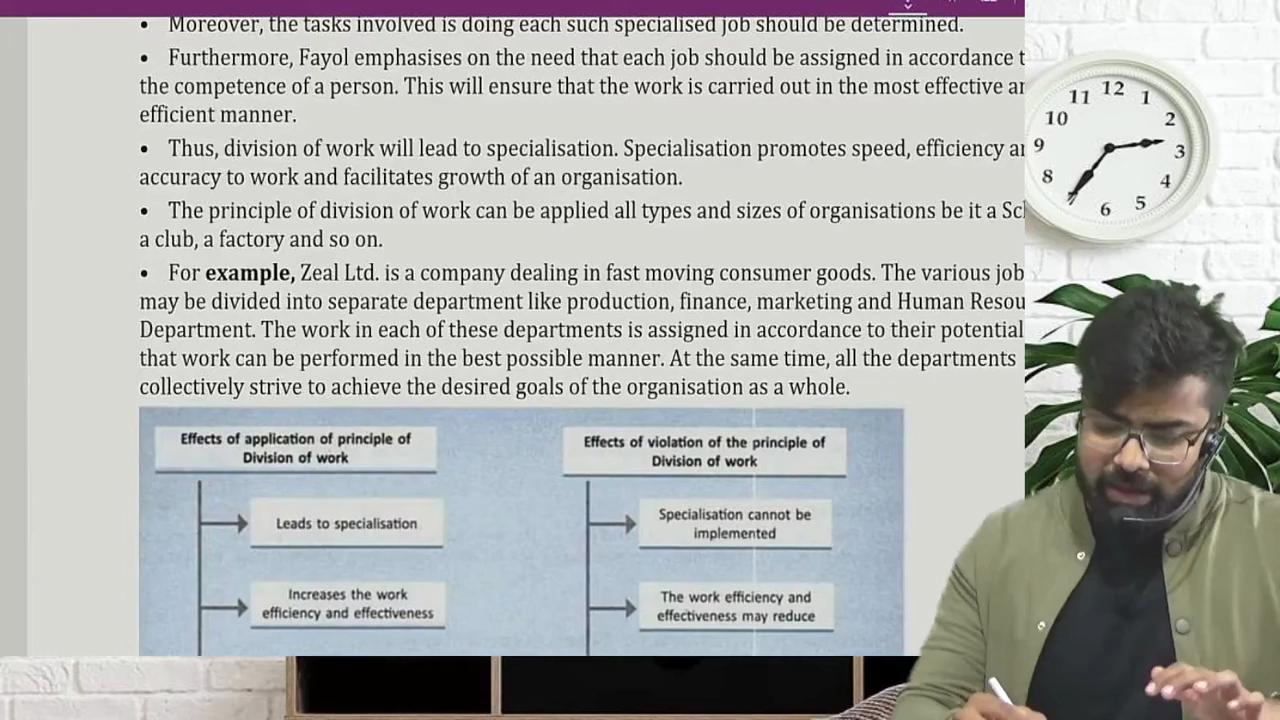 • Moreover, the tasks involved is doing each such specialised job should be determined.
• Furthermore, Fayol emphasises on the need that each job should be assigned in accordance
the competence of a person. This will ensure that the work is carried out in the most effective
efficient manner.
• Thus, division of work will lead to specialisation. Specialisation promotes speed, efficiency
accuracy to work and facilitates growth of an organisation.
• The principle of division of work can be applied all types and sizes of organisations be it a
a club, a factory and so on.
• For example, Zeal Ltd. is a company dealing in fast moving consumer goods. The various job
may be divided into separate department like production, finance, marketing and Human
Department. The work in each of these departments is assigned in accordance to their potential
that work can be performed in the best possible manner. At the same time, all the departments
collectively strive to achieve the desired goals of the organisation as a whole.
Effects of application of principle of
Division of work
Leads to specialisation
Increases the work
efficiency and effectiveness
Effects of violation of the principle of
Division of work
Specialisation cannot be
implemented
The work efficiency and
effectiveness may reduce
12
1
2
3
4
5
6
8
9
10
11